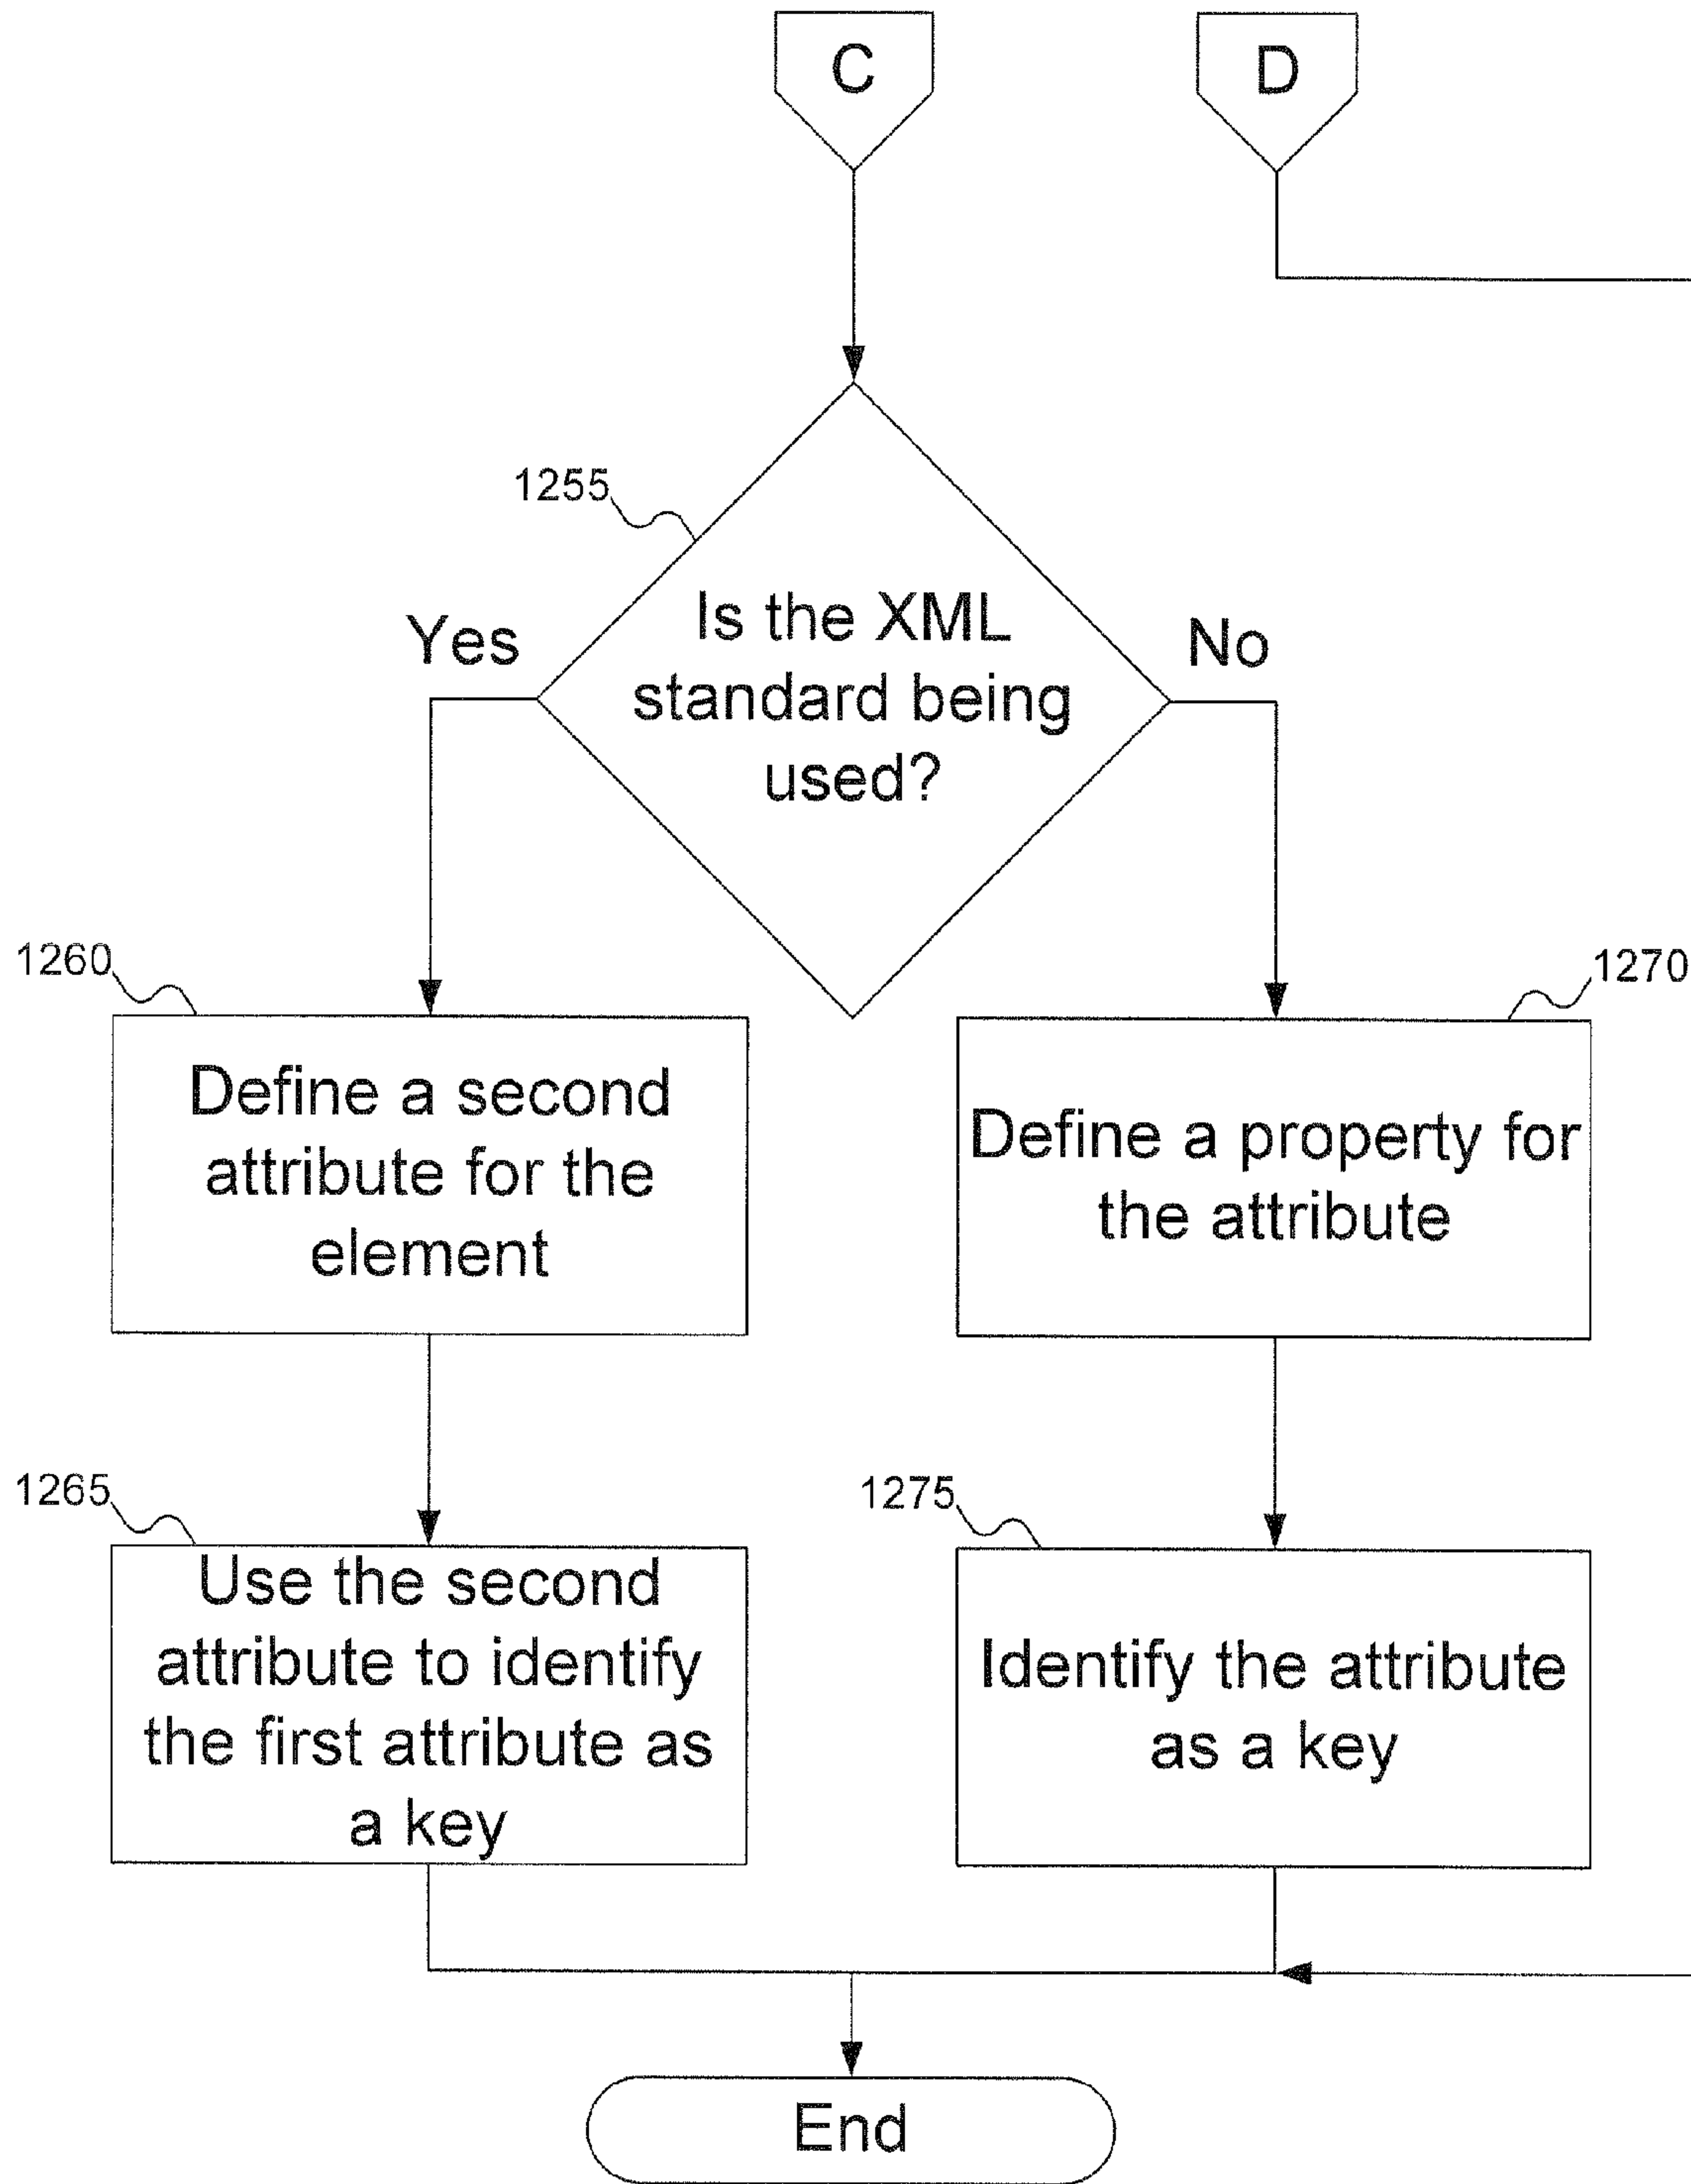 C
D
1255
Is the XML
standard being
used?
Yes
No
1260
Define a second
attribute for the
element
1270
Define a property for
the attribute
1265
Use the second
attribute to identify
the first attribute as
a key
1275
Identify the attribute
as a key
End